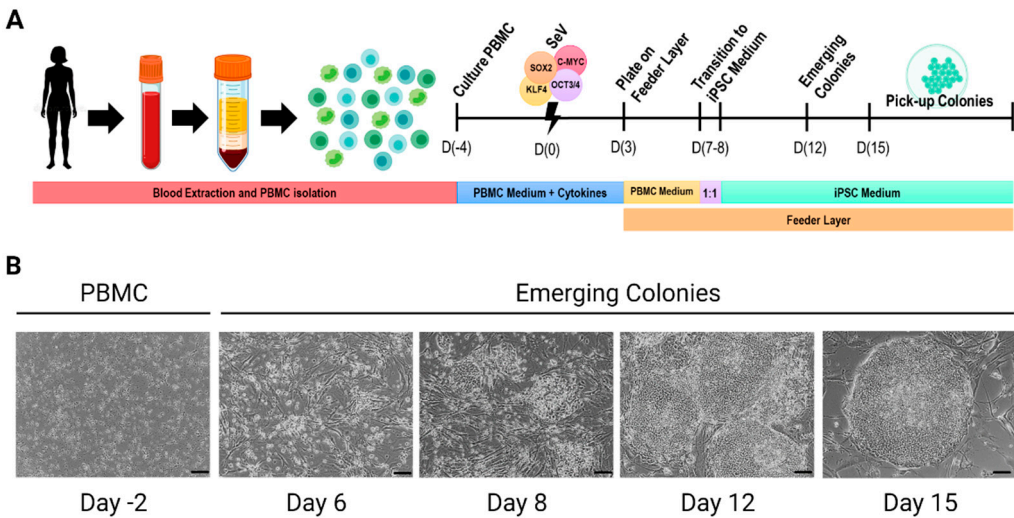 A
Culture PBMC
SeV
SOX2
C-MYC
KLF4
OCT3/4
Plate on
Feeder Layer
Transition to
iPSC Medium
Emerging
Colonies
Pick-up Colonies
D(-4)
D(0)
D(3)
D(7-8)
D(12)
D(15)
Blood Extraction and PBMC isolation
PBMC Medium + Cytokines
PBMC Medium
1:1
iPSC Medium
Feeder Layer
B
PBMC
Emerging Colonies
Day -2
Day 6
Day 8
Day 12
Day 15